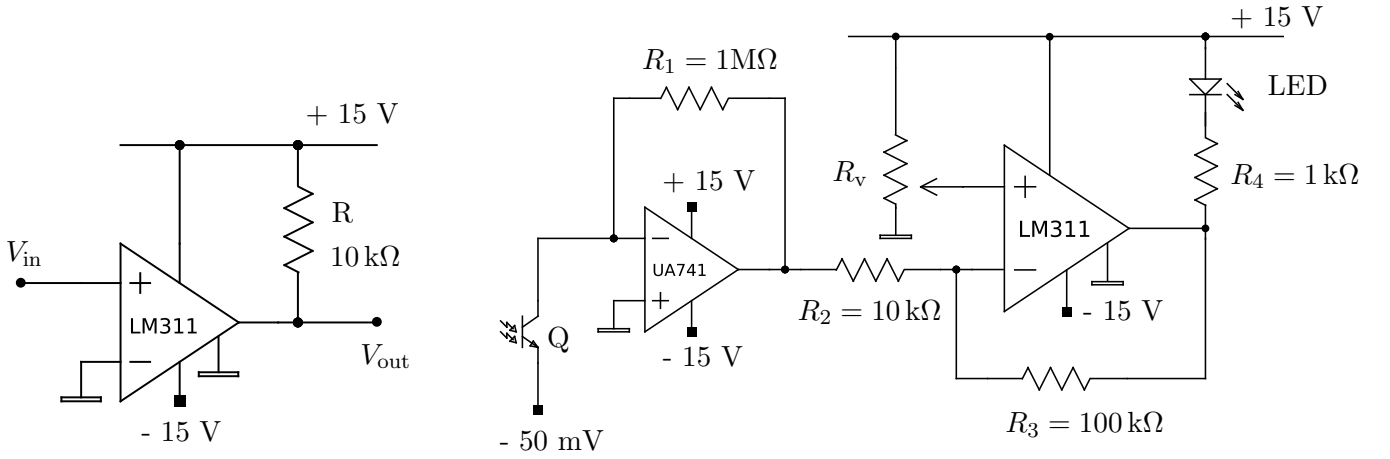 + 15 V
R
10 kΩ
V_in
+
LM311
−
V_out
- 15 V
R_1 = 1MΩ
+ 15 V
−
UA741
+
- 15 V
Q
- 50 mV
R_2 = 10 kΩ
+ 15 V
LED
R_v
+
LM311
−
R_4 = 1 kΩ
- 15 V
R_3 = 100 kΩ